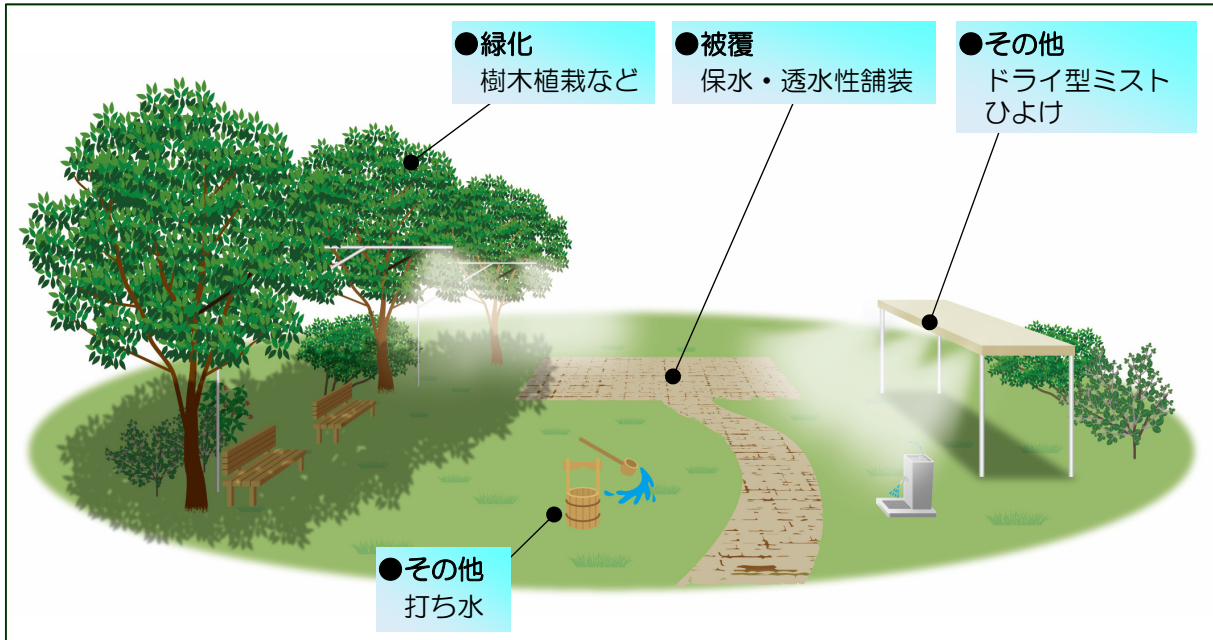 ●緑化
樹木植栽など
●被覆
保水・透水性舗装
●その他
ドライ型ミスト
ひよけ
●その他
打ち水